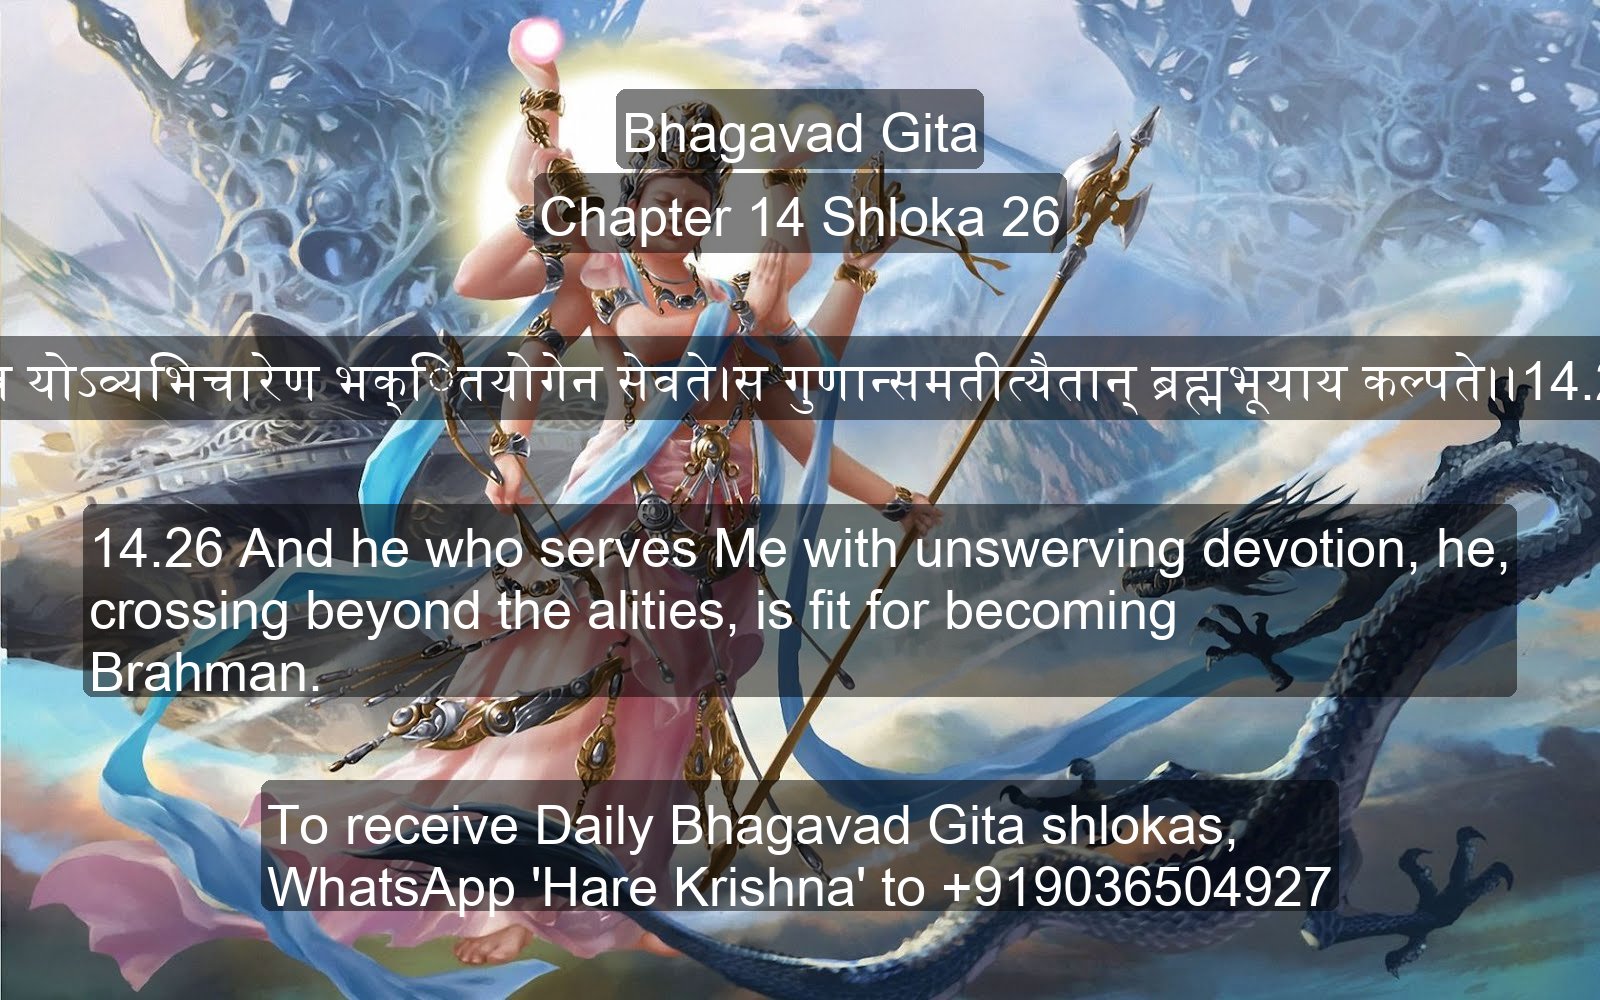 Bhagavad Gita
Chapter 14 Shloka 26
योऽव्यभिचारेण भक्ितयोगेन सेवते।स गुणान्समतीत्यैतान् ब्रह्मभूयाय कल्पते।।14.
14.26 And he who serves Me with unswerving devotion, he,
crossing beyond the alities, is fit for becoming
Brahman.
To receive Daily Bhagavad Gita shlokas,
WhatsApp 'Hare Krishna' to +919036504927